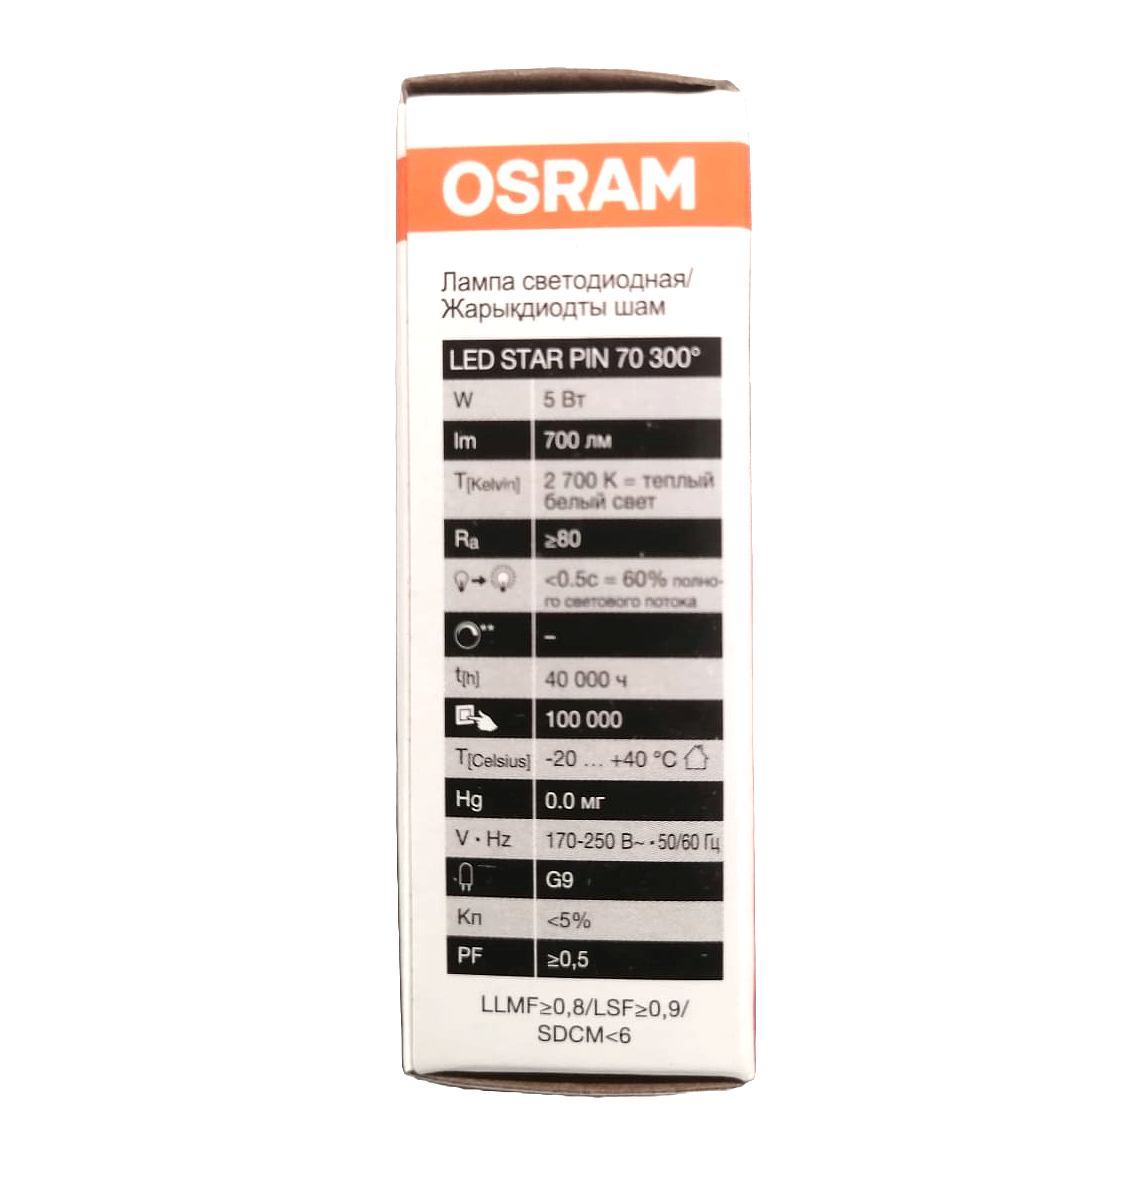 OSRAM
Лампа светодиодная/
Жарықдиодты шам
LED STAR PIN 70 300°
W 5 Вт
lm 700 лм
T[Kelvin] 2 700 K = теплый
белый свет
Ra ≥80
<0.5с = 60% полно-
го светового потока
** –
t[h] 40 000 ч
100 000
T[Celsius] -20 ... +40 °C
Hg 0.0 мг
V · Hz 170-250 В~ · 50/60 Гц
G9
Кп <5%
PF ≥0,5
LLMF≥0,8/LSF≥0,9/
SDCM<6